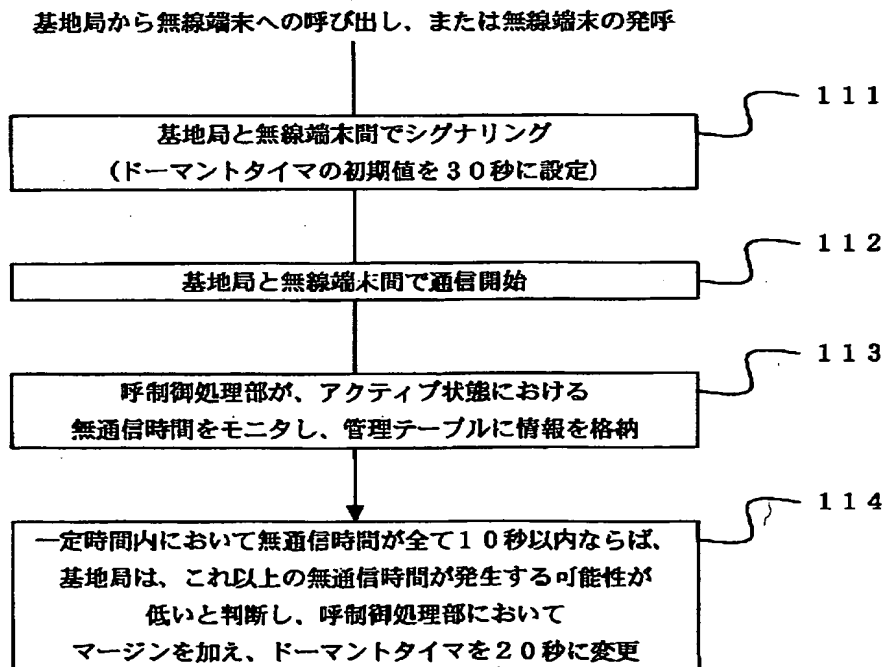 基地局から無線端末への呼び出し、または無線端末の発呼
111
基地局と無線端末間でシグナリング
(ドーマントタイマの初期値を30秒に設定)
112
基地局と無線端末間で通信開始
113
呼制御処理部が、アクティブ状態における
無通信時間をモニタし、管理テーブルに情報を格納
114
一定時間内において無通信時間が全て10秒以内ならば、
基地局は、これ以上の無通信時間が発生する可能性が
低いと判断し、呼制御処理部において
マージンを加え、ドーマントタイマを20秒に変更